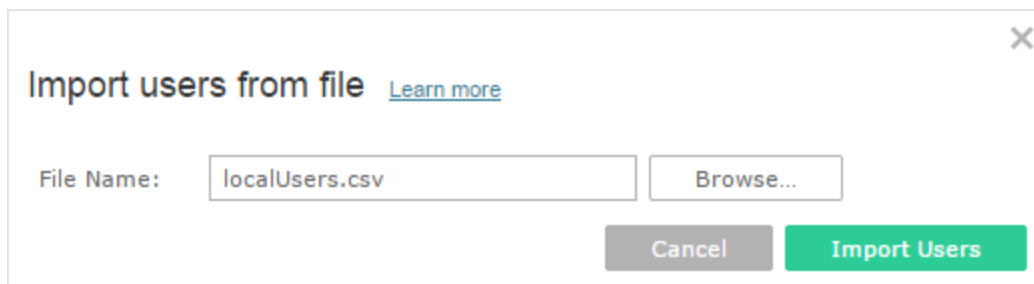 Import users from file Learn more
File Name: localUsers.csv Browse...
Cancel Import Users